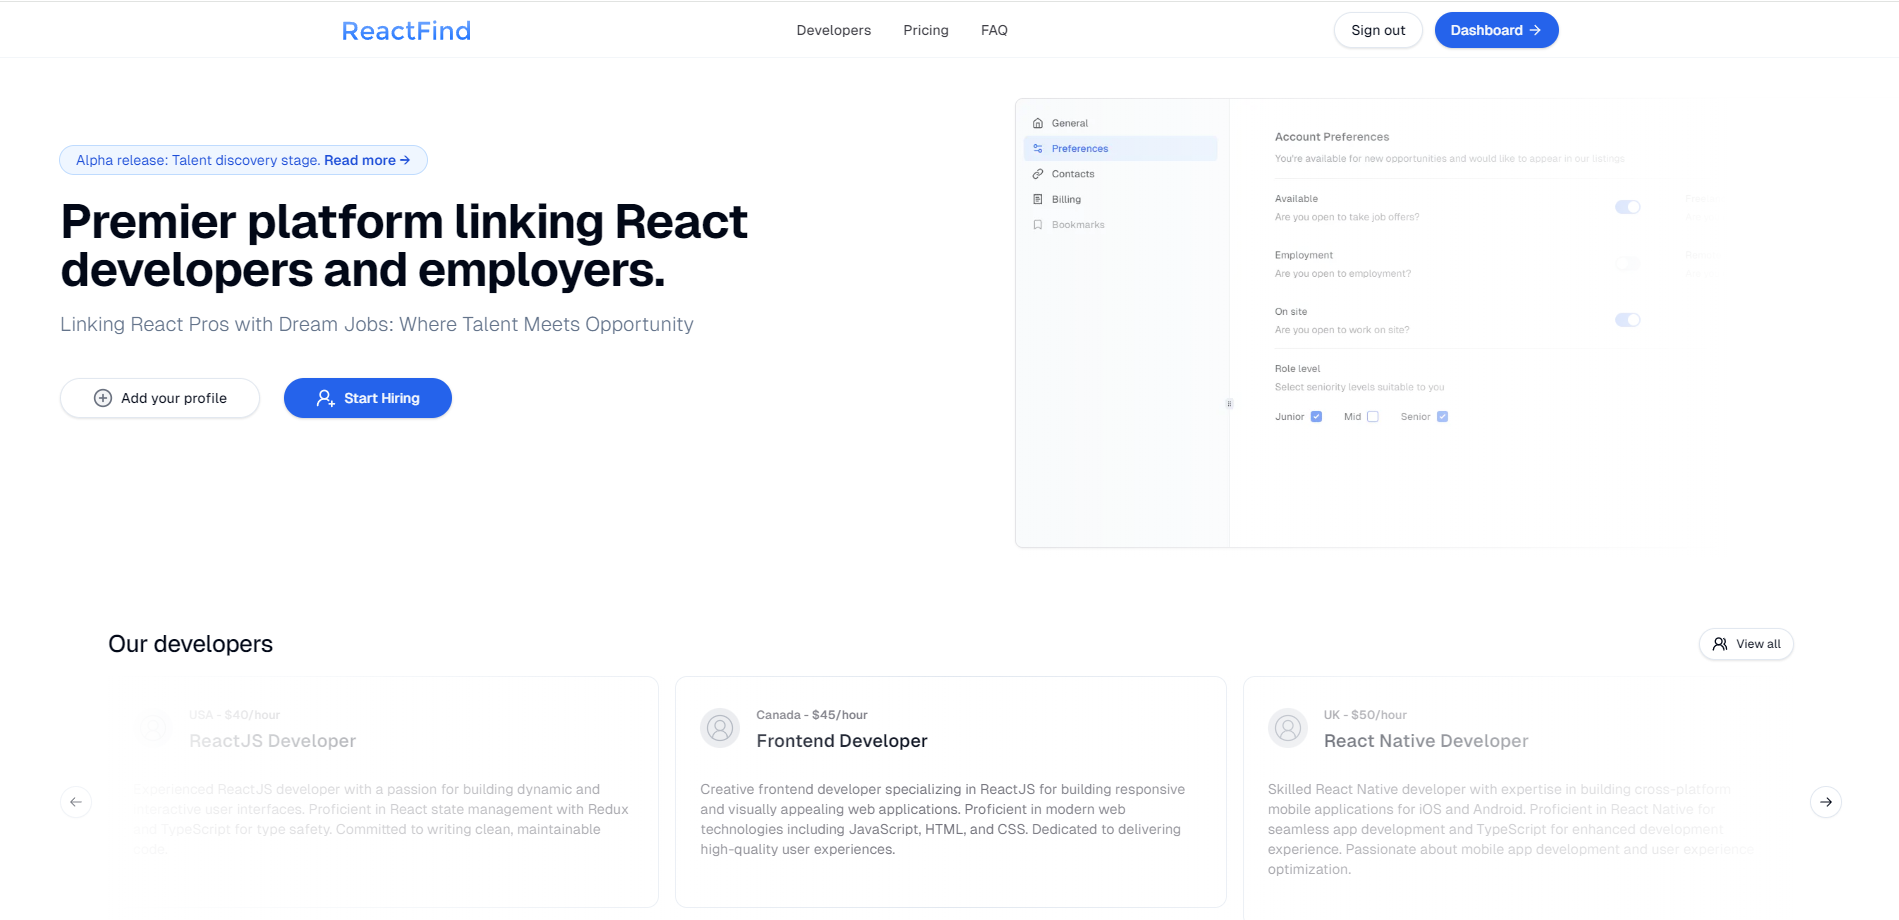 ReactFind
Developers
Pricing
FAQ
Sign out
Dashboard →
Alpha release: Talent discovery stage. Read more →
Premier platform linking React
developers and employers.
Linking React Pros with Dream Jobs: Where Talent Meets Opportunity
Add your profile
Start Hiring
General
Preferences
Contacts
Billing
Bookmarks
Account Preferences
You're available for new opportunities and would like to appear in our listings
Available
Are you open to take job offers?
Employment
Are you open to employment?
On site
Are you open to work on site?
Role level
Select seniority levels suitable to you
Junior
Mid
Senior
Our developers
View all
USA - $40/hour
ReactJS Developer
Experienced ReactJS developer with a passion for building dynamic and
interactive user interfaces. Proficient in React state management with Redux
and TypeScript for type safety. Committed to writing clean, maintainable
code.
Canada - $45/hour
Frontend Developer
Creative frontend developer specializing in ReactJS for building responsive
and visually appealing web applications. Proficient in modern web
technologies including JavaScript, HTML, and CSS. Dedicated to delivering
high-quality user experiences.
UK - $50/hour
React Native Developer
Skilled React Native developer with expertise in building cross-platform
mobile applications for iOS and Android. Proficient in React Native for
seamless app development and TypeScript for enhanced development
experience. Passionate about mobile app development and user experience
optimization.